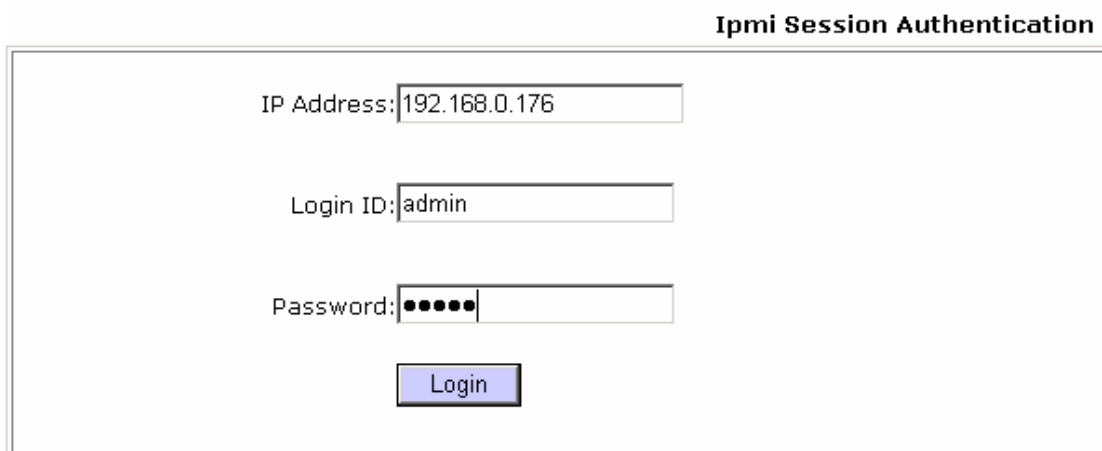 Ipmi Session Authentication
IP Address: 192.168.0.176
Login ID: admin
Password: •••••
Login